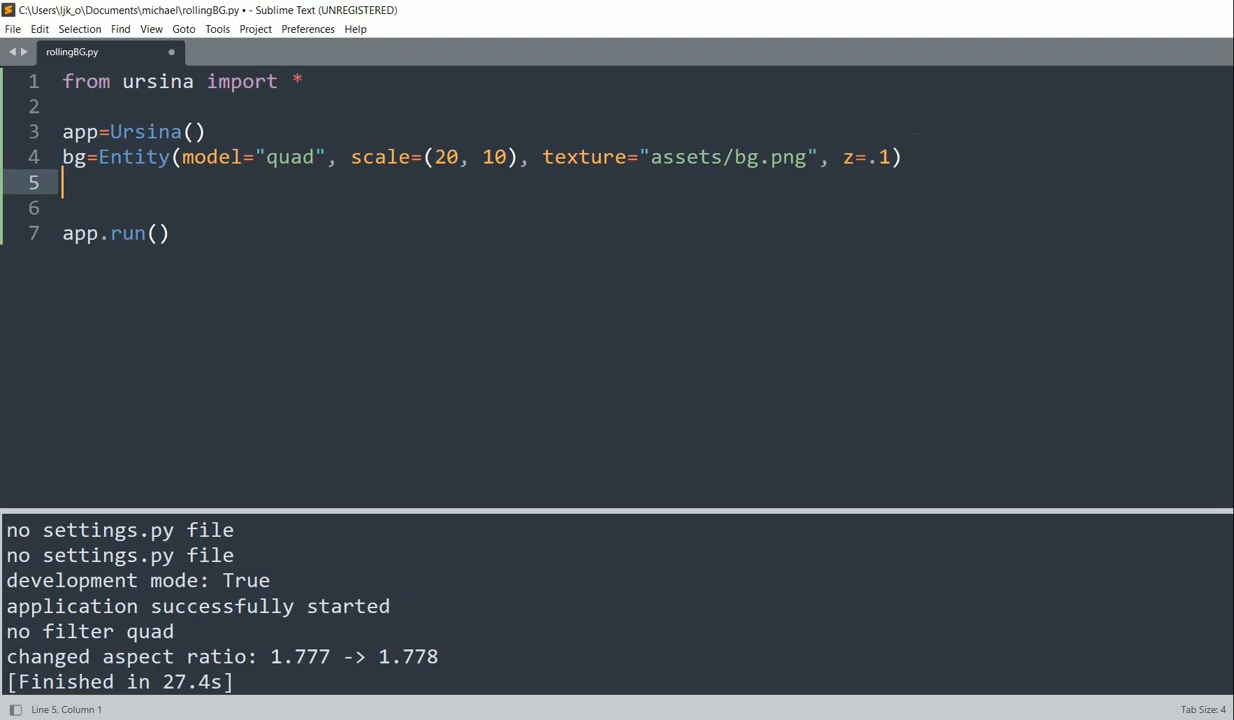 C:\Users\ljk_o\Documents\michael\rollingBG.py • - Sublime Text (UNREGISTERED)
File Edit Selection Find View Goto Tools Project Preferences Help
rollingBG.py
1 from ursina import *
2
3 app=Ursina()
4 bg=Entity(model="quad", scale=(20, 10), texture="assets/bg.png", z=.1)
5
6
7 app.run()
no settings.py file
no settings.py file
development mode: True
application successfully started
no filter quad
changed aspect ratio: 1.777 -> 1.778
[Finished in 27.4s]
Line 5, Column 1 Tab Size: 4